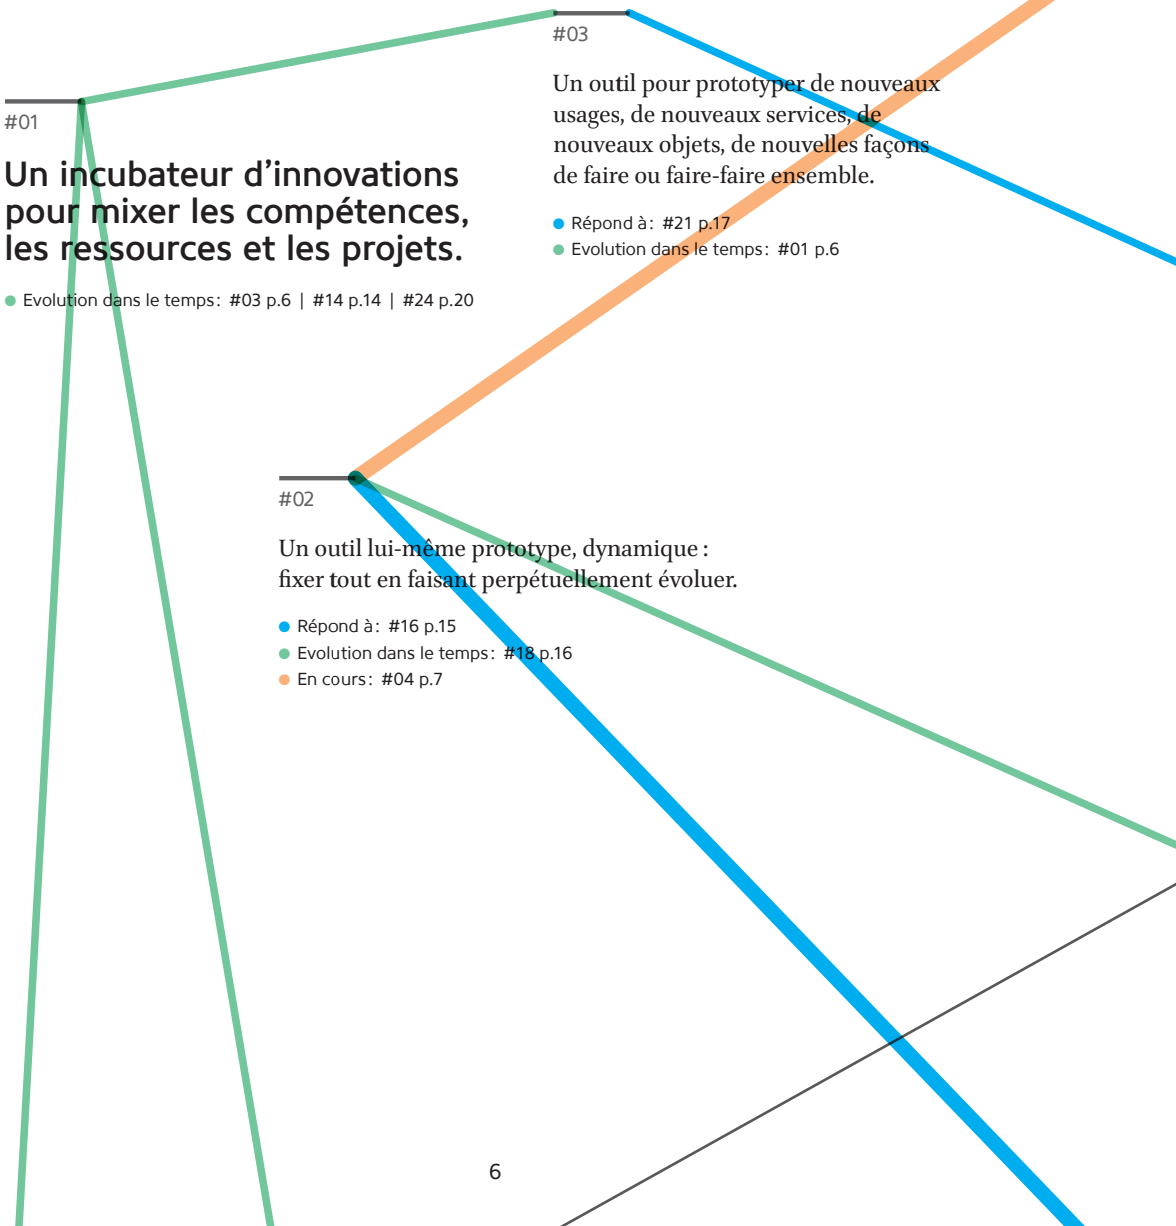 #01
Un incubateur d’innovations
pour mixer les compétences,
les ressources et les projets.
Evolution dans le temps : #03 p.6 | #14 p.14 | #24 p.20
#03
Un outil pour prototyper de nouveaux
usages, de nouveaux services, de
nouveaux objets, de nouvelles façons
de faire ou faire-faire ensemble.
Répond à : #21 p.17
Evolution dans le temps : #01 p.6
#02
Un outil lui-même prototype, dynamique :
fixer tout en faisant perpétuellement évoluer.
Répond à : #16 p.15
Evolution dans le temps : #18 p.16
En cours : #04 p.7
6